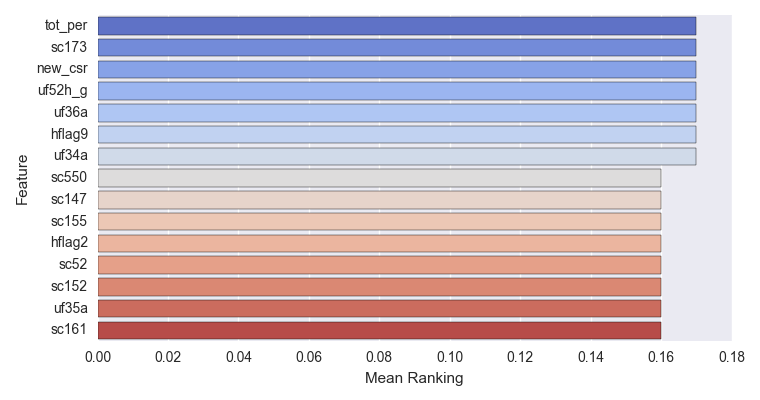 tot_per
sc173
new_csr
uf52h_g
uf36a
hflag9
uf34a
sc550
sc147
sc155
hflag2
sc52
sc152
uf35a
sc161
Feature
0.00 0.02 0.04 0.06 0.08 0.10 0.12 0.14 0.16 0.18
Mean Ranking